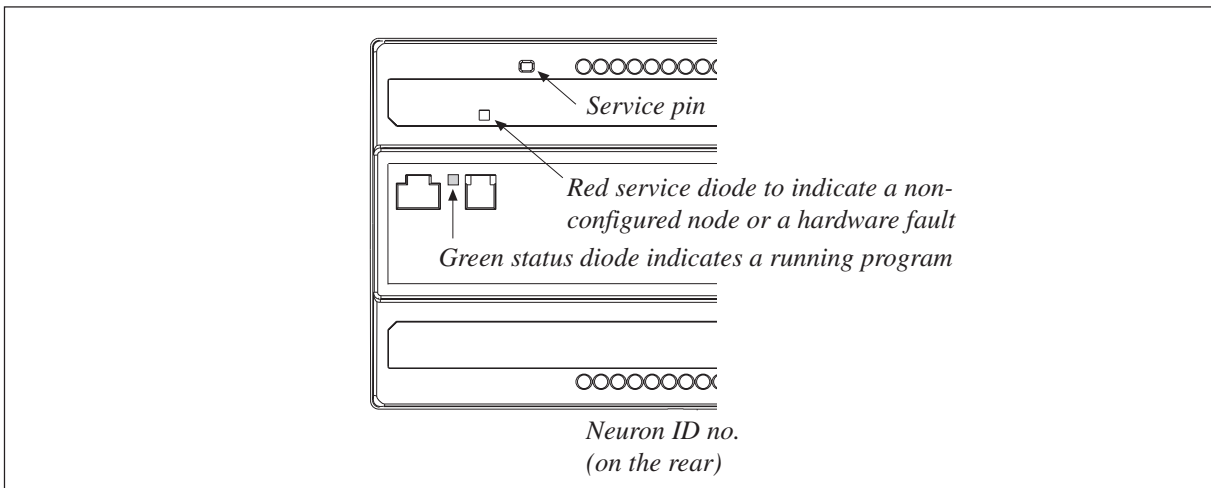 Service pin
Red service diode to indicate a non-
configured node or a hardware fault
Green status diode indicates a running program
Neuron ID no.
(on the rear)